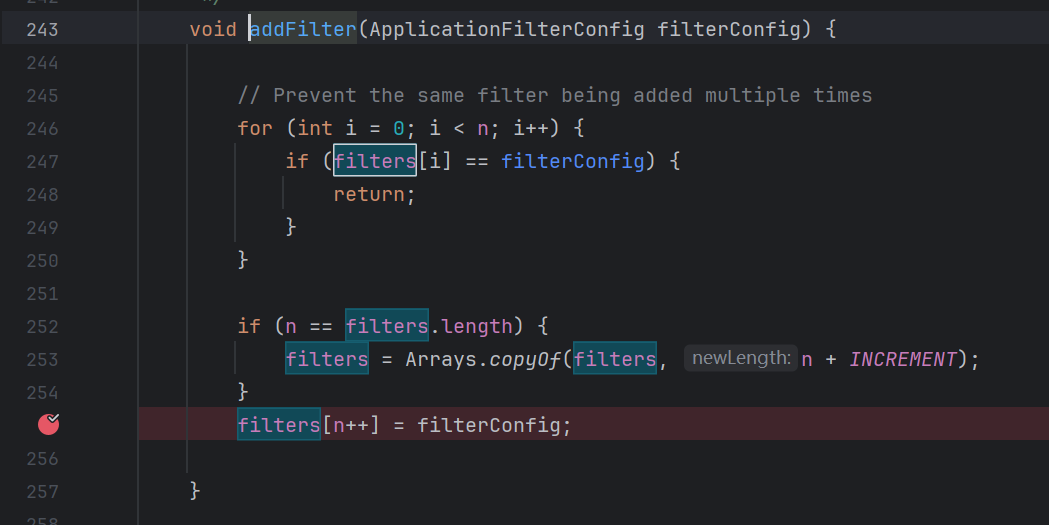 242 */
243 void addFilter(ApplicationFilterConfig filterConfig) {
244
245 // Prevent the same filter being added multiple times
246 for (int i = 0; i < n; i++) {
247 if (filters[i] == filterConfig) {
248 return;
249 }
250 }
251
252 if (n == filters.length) {
253 filters = Arrays.copyOf(filters, newLength: n + INCREMENT);
254 }
filters[n++] = filterConfig;
256
257 }
258